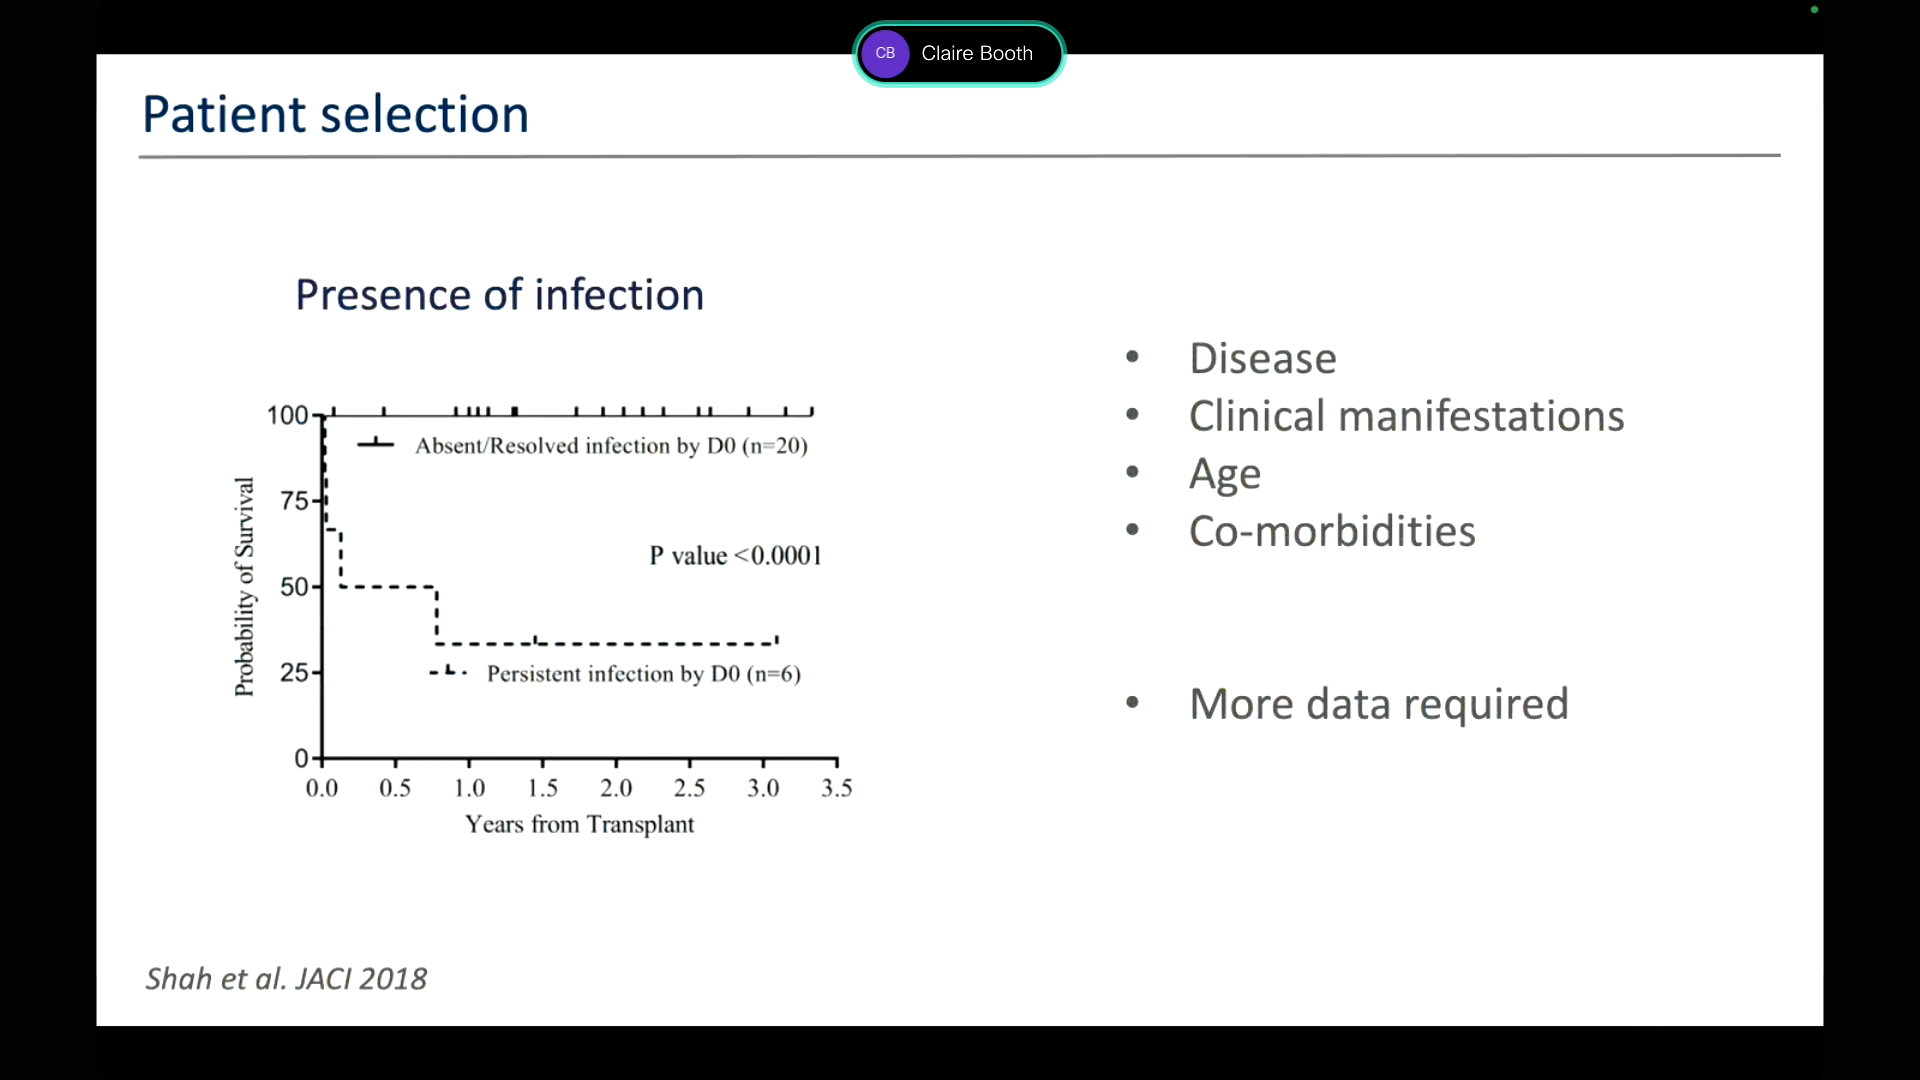 CB Claire Booth
Patient selection
Presence of infection
100
75
50
25
0
Probability of Survival
Absent/Resolved infection by D0 (n=20)
P value <0.0001
Persistent infection by D0 (n=6)
0.0 0.5 1.0 1.5 2.0 2.5 3.0 3.5
Years from Transplant
• Disease
• Clinical manifestations
• Age
• Co-morbidities
• More data required
Shah et al. JACI 2018